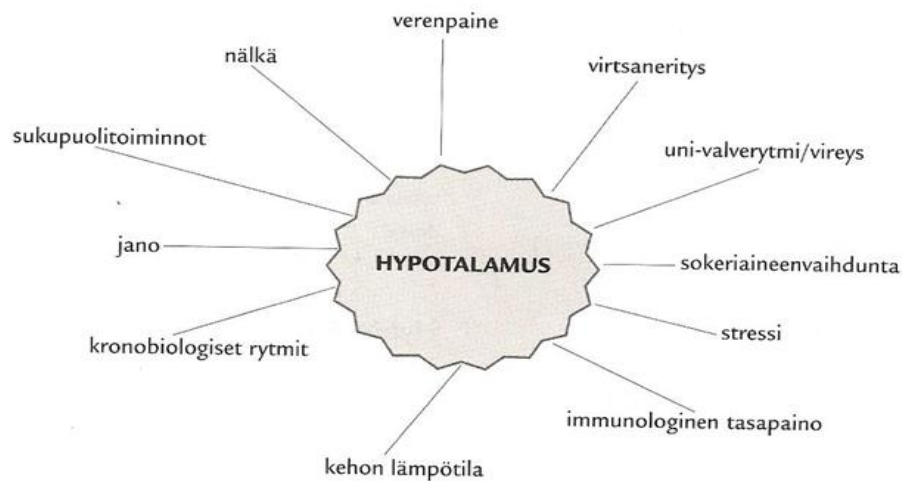 verenpaine
nälkä
virtsaneritys
sukupuolitoiminnot
uni-valverytmi/vireys
jano
HYPOTALAMUS
sokeriaineenvaihdunta
kronobiologiset rytmit
stressi
immunologinen tasapaino
kehon lämpötila